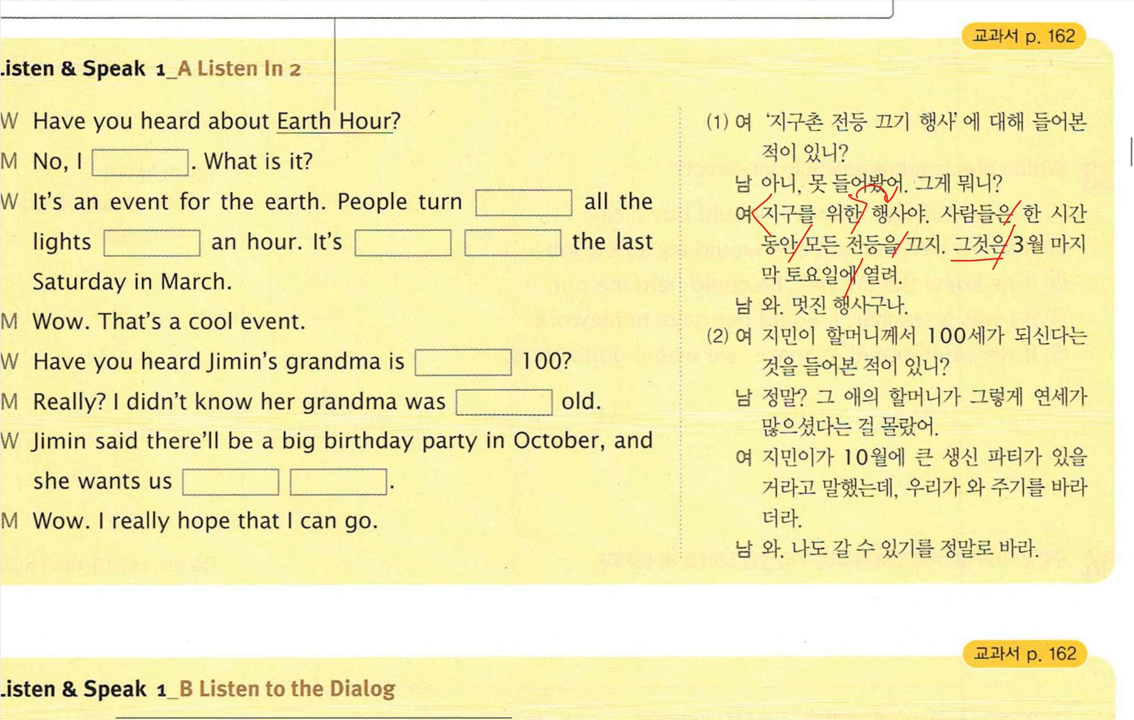 교과서 p. 162
Listen & Speak 1_A Listen In 2
W Have you heard about Earth Hour?
M No, I . What is it?
W It's an event for the earth. People turn all the
lights an hour. It's the last
Saturday in March.
M Wow. That's a cool event.
W Have you heard Jimin's grandma is 100?
M Really? I didn't know her grandma was old.
W Jimin said there'll be a big birthday party in October, and
she wants us .
M Wow. I really hope that I can go.
(1) 여 '지구촌 전등 끄기 행사' 에 대해 들어본
적이 있니?
남 아니, 못 들어봤어. 그게 뭐니?
여 지구를 위한 행사야. 사람들은 한 시간
동안 모든 전등을 끄지. 그것은 3월 마지
막 토요일에 열려.
남 와. 멋진 행사구나.
(2) 여 지민이 할머니께서 100세가 되신다는
것을 들어본 적이 있니?
남 정말? 그 애의 할머니가 그렇게 연세가
많으셨다는 걸 몰랐어.
여 지민이가 10월에 큰 생신 파티가 있을
거라고 말했는데, 우리가 와 주기를 바라
더라.
남 와. 나도 갈 수 있기를 정말로 바라.
교과서 p. 162
Listen & Speak 1_B Listen to the Dialog